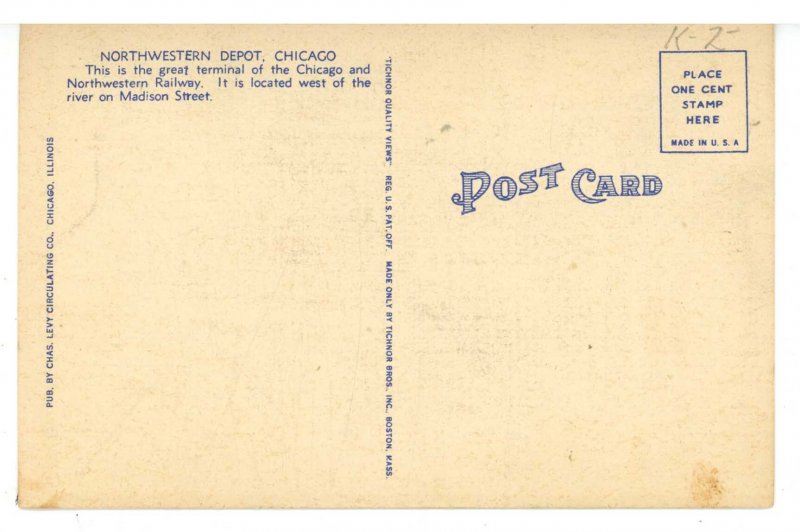 NORTHWESTERN DEPOT, CHICAGO
This is the great terminal of the Chicago and
Northwestern Railway. It is located west of the
river on Madison Street.
PUB. BY CHAS. LEVY CIRCULATING CO., CHICAGO, ILLINOIS
"TICHNOR QUALITY VIEWS" REG. U. S. PAT. OFF. MADE ONLY BY TICHNOR BROS. INC., BOSTON, MASS.
K-Z
PLACE
ONE CENT
STAMP
HERE
MADE IN U. S. A
POST CARD